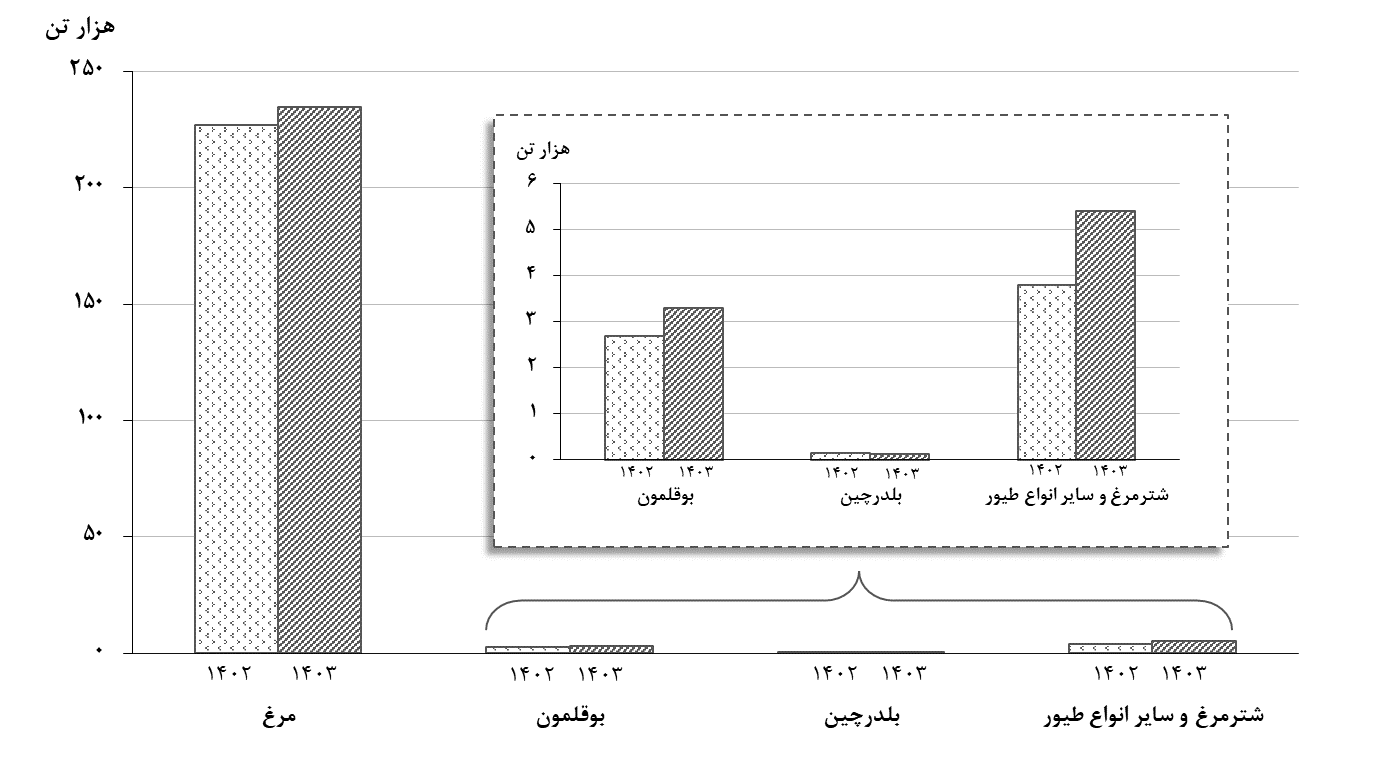 هزار تن
۲۵۰
۲۰۰
۱۵۰
۱۰۰
۵۰
۰
هزار تن
۶
۵
۴
۳
۲
۱
۰
۱۴۰۲ ۱۴۰۳ ۱۴۰۲ ۱۴۰۳ ۱۴۰۲ ۱۴۰۳
بوقلمون بلدرچین شترمرغ و سایر انواع طیور
۱۴۰۲ ۱۴۰۳ ۱۴۰۲ ۱۴۰۳ ۱۴۰۲ ۱۴۰۳ ۱۴۰۲ ۱۴۰۳
مرغ بوقلمون بلدرچین شترمرغ و سایر انواع طیور